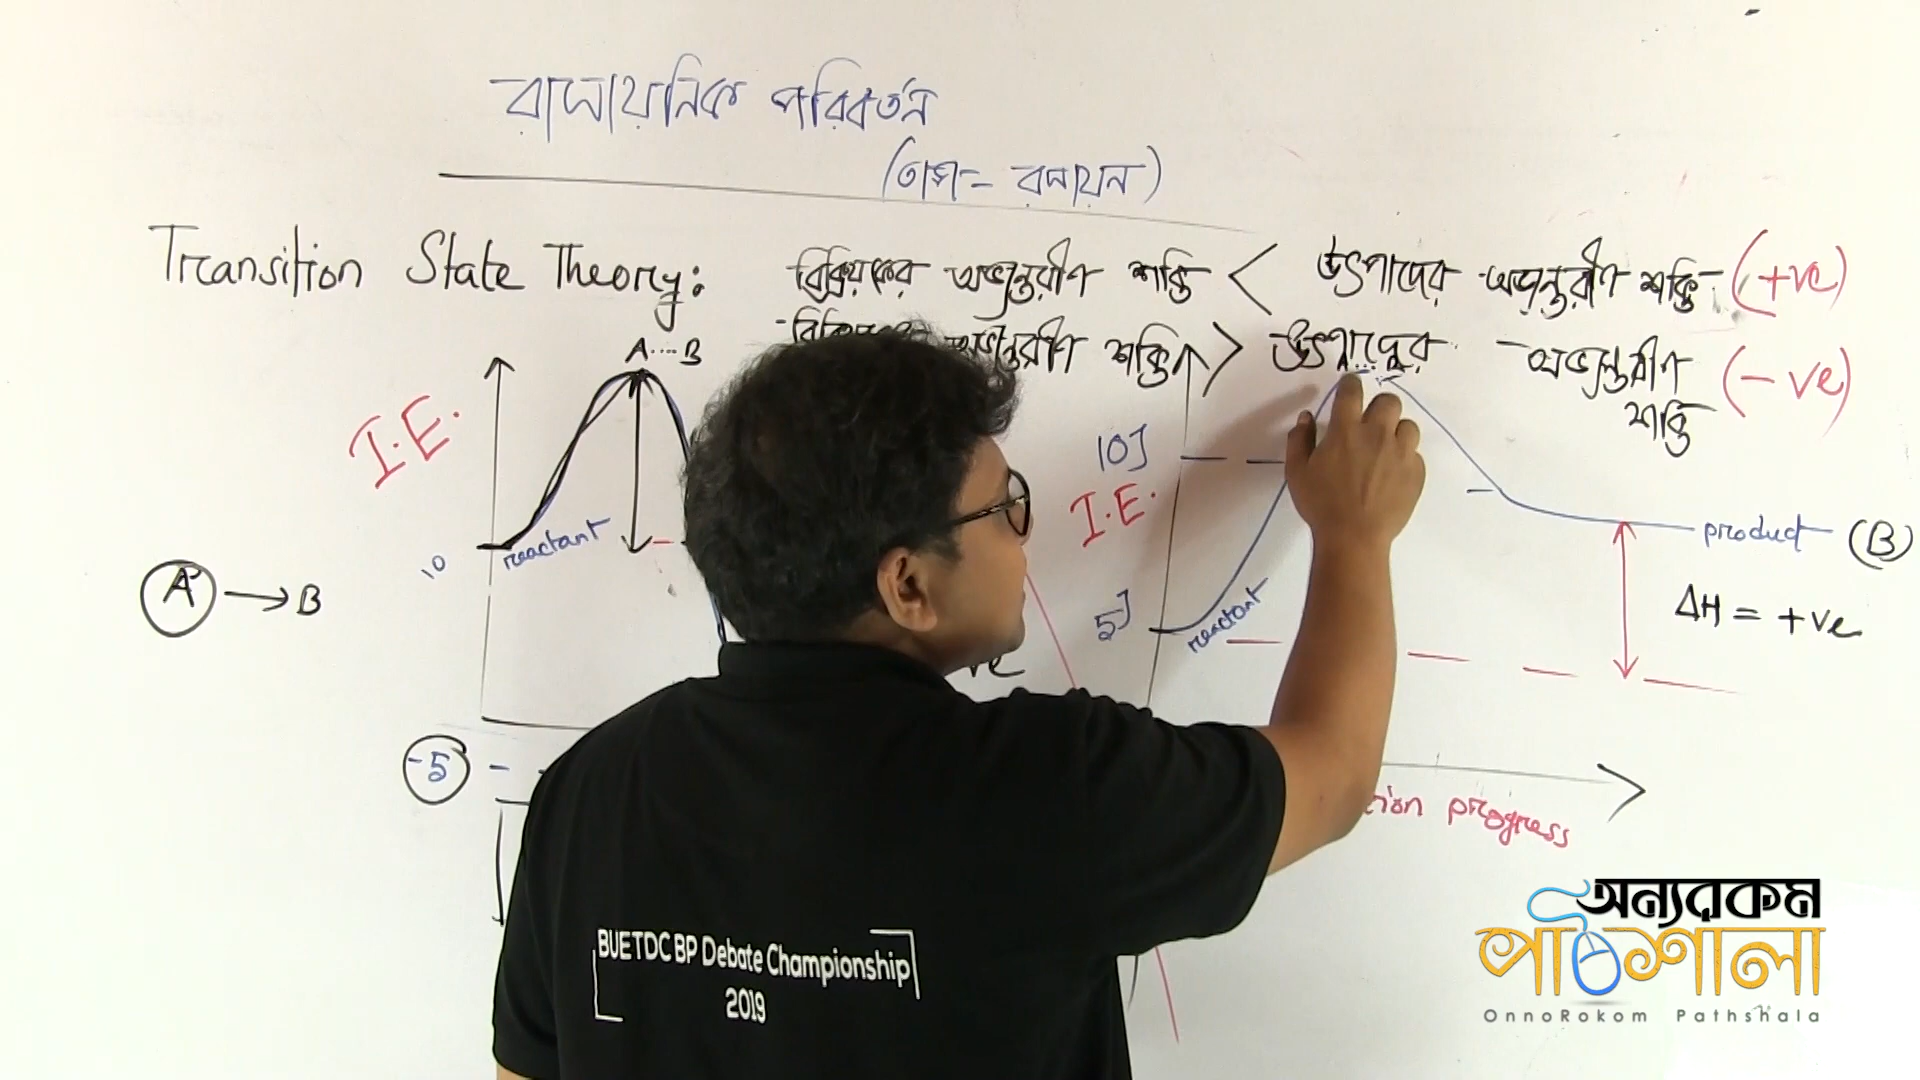 রাসায়নিক পরিবর্তন
(তাপ- রসায়ন)
Transition State Theory:
বিক্রিয়কের অভ্যন্তরীণ শক্তি < উৎপাদের অভ্যন্তরীণ শক্তি (+ve)
অভ্যন্তরীণ শক্তি > উৎপাদের অভ্যন্তরীণ (-ve)
শক্তি
A....B
I.E.
10
reactant
A → B
-5
ve
10J
I.E.
5J
reactant
product (B)
ΔH = +ve
progress
BUETDC BP Debate Championship
2019
অন্যরকম
পাঠশালা
OnnoRokom Pathshala